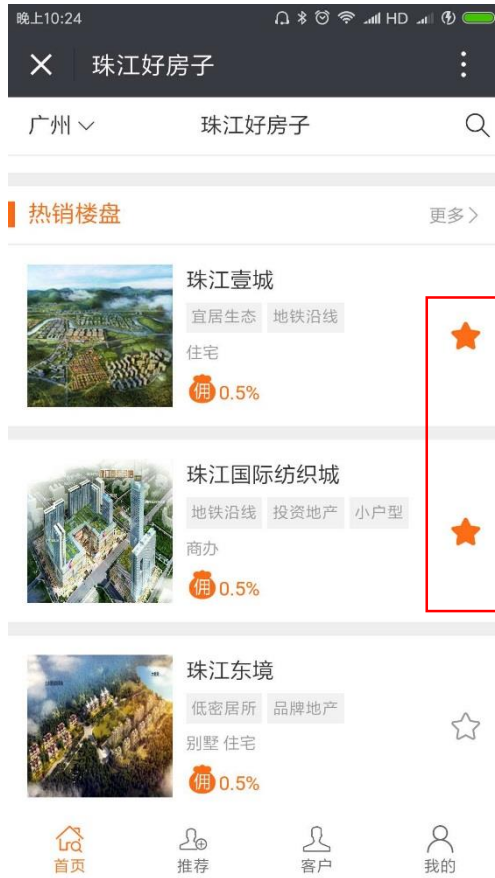 晚上10:24 HD
珠江好房子
广州 珠江好房子
热销楼盘 更多
珠江壹城
宜居生态 地铁沿线
住宅
佣 0.5%
珠江国际纺织城
地铁沿线 投资地产 小户型
商办
佣 0.5%
珠江东境
低密居所 品牌地产
别墅 住宅
佣 0.5%
首页 推荐 客户 我的